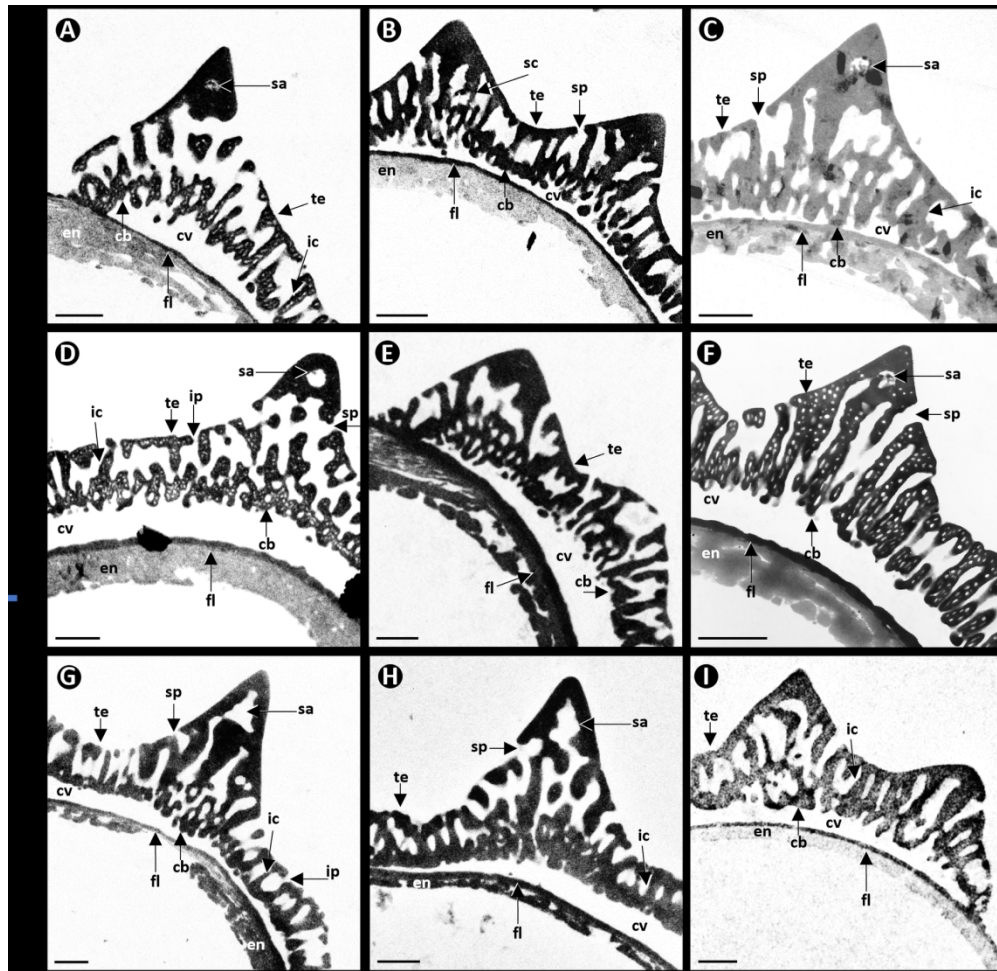 A
sa
te
en
cb
cv
ic
fl
B
sc
te
sp
en
fl
cb
cv
C
sa
sp
te
ic
en
cv
fl
cb
D
sa
ip
te
sp
ic
cv
cb
en
fl
E
te
cv
fl
cb
F
te
sa
sp
cv
cb
en
fl
G
sp
te
sa
cv
ic
cb
ip
fl
en
H
sa
sp
te
ic
en
cv
fl
I
te
ic
cv
en
cb
fl